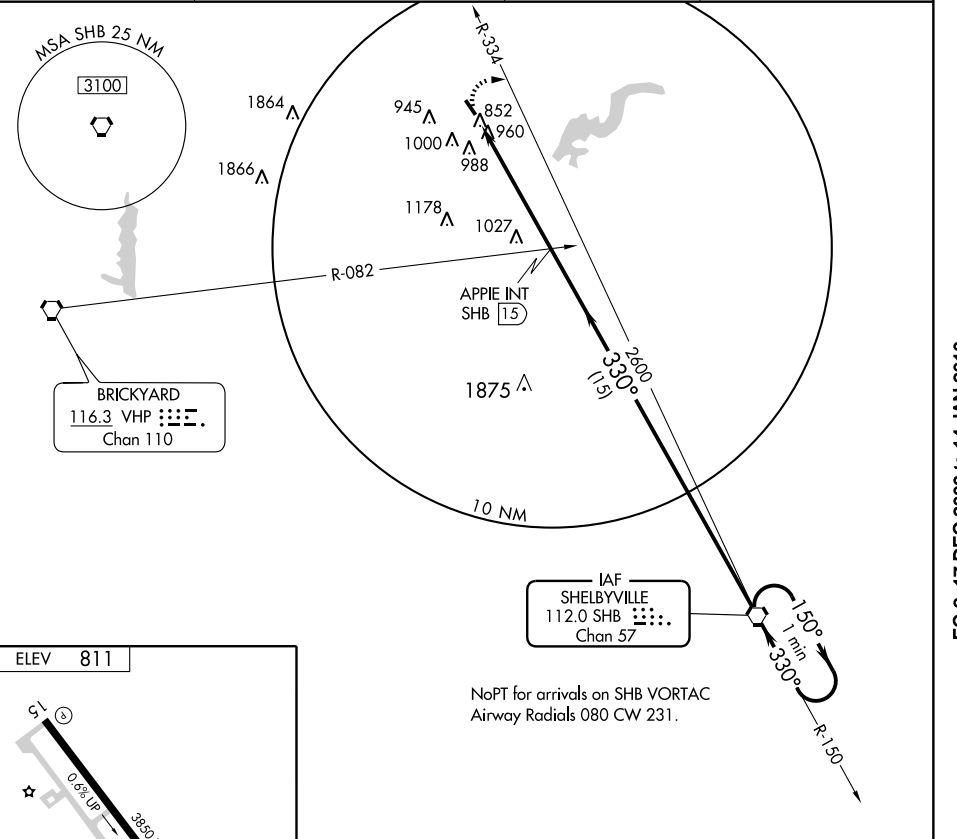 MSA SHB 25 NM
3100
1864
1866
945
852
960
1000
988
1178
1027
R-334
R-082
APPIE INT
SHB 15
2600
330°
(15)
1875
BRICKYARD
116.3 VHP
Chan 110
10 NM
IAF
SHELBYVILLE
112.0 SHB
Chan 57
150°
1 min
330°
R-150
NoPT for arrivals on SHB VORTAC
Airway Radials 080 CW 231.
ELEV 811
15
P
0.6% UP
3850